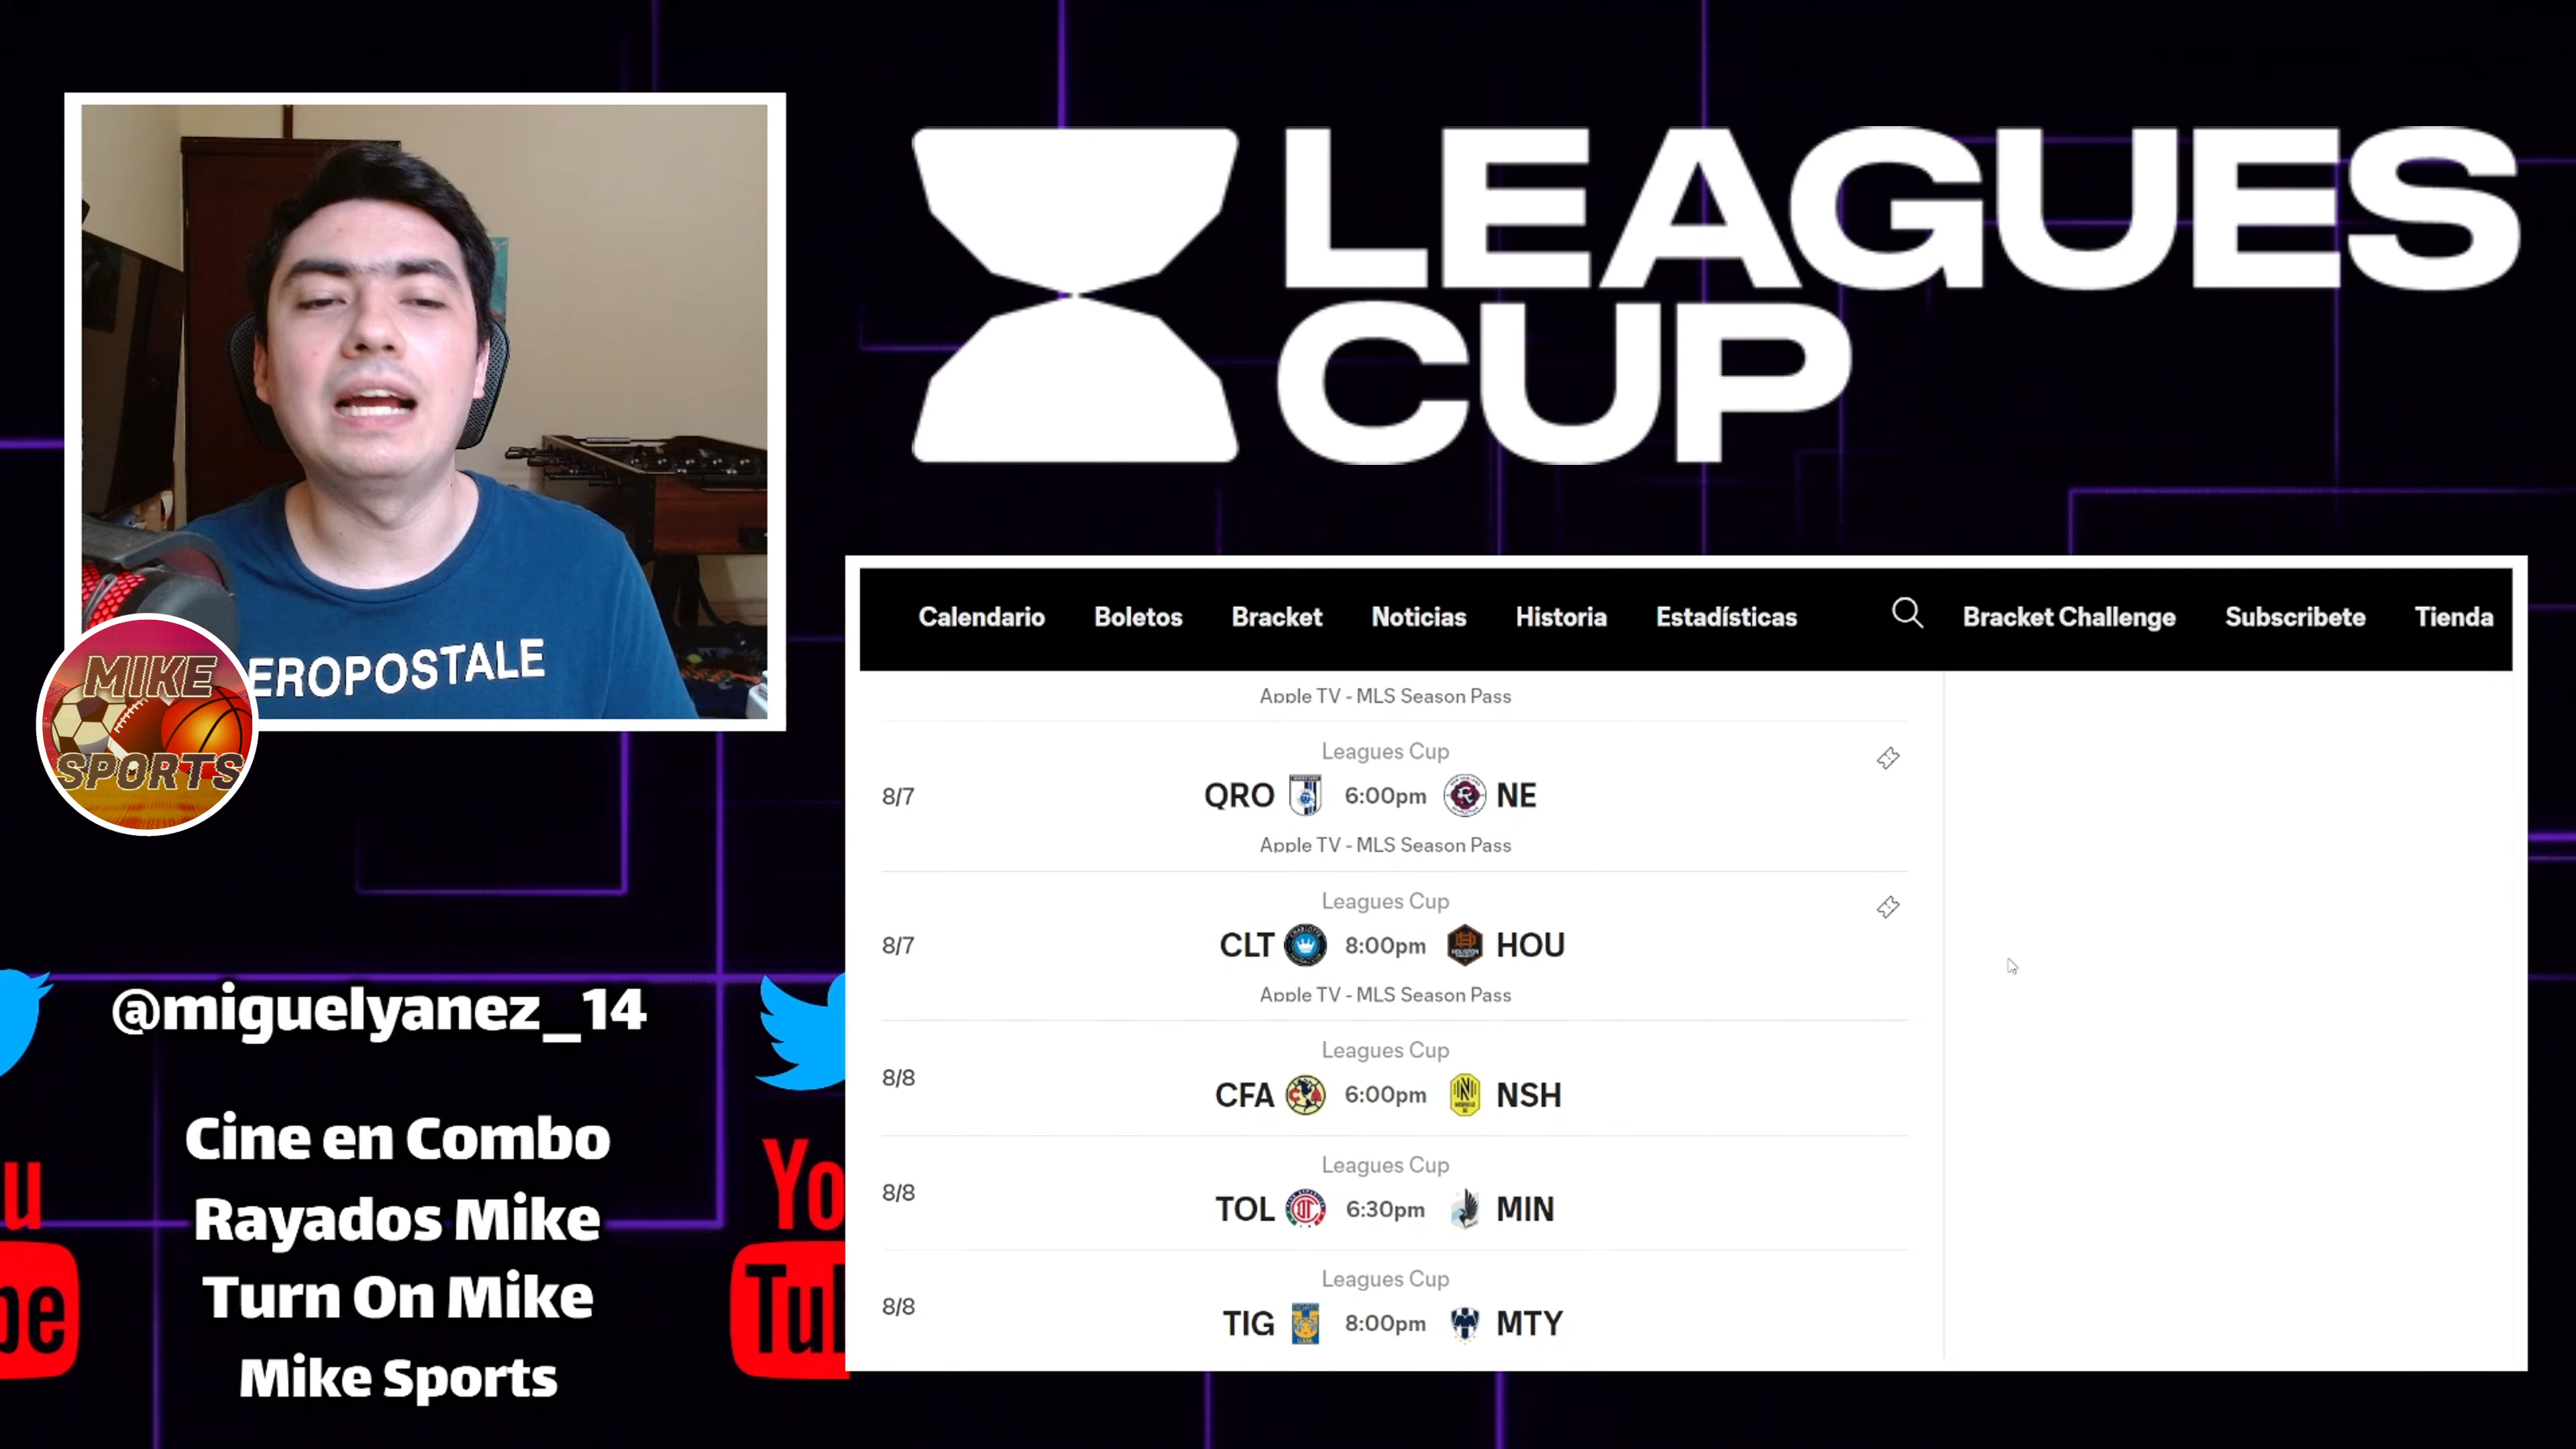 LEAGUES
CUP
EROPOSTALE
MIKE
SPORTS
@miguelyanez_14
Cine en Combo
Rayados Mike
Turn On Mike
Mike Sports
u
be
Yo
Tu
Calendario Boletos Bracket Noticias Historia Estadísticas Bracket Challenge Subscribete Tienda
Apple TV - MLS Season Pass
Leagues Cup
8/7 QRO 6:00pm NE
Apple TV - MLS Season Pass
Leagues Cup
8/7 CLT 8:00pm HOU
Apple TV - MLS Season Pass
Leagues Cup
8/8 CFA 6:00pm NSH
Leagues Cup
8/8 TOL 6:30pm MIN
Leagues Cup
8/8 TIG 8:00pm MTY